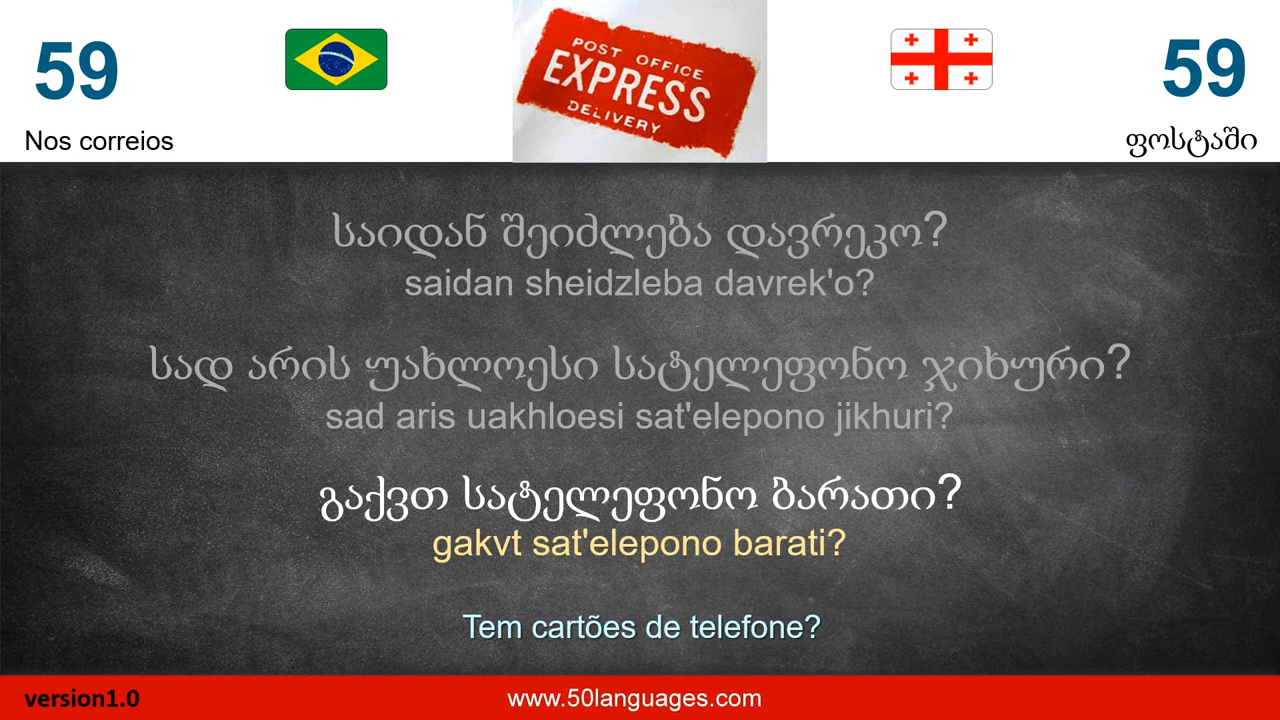 59
Nos correios
POST OFFICE
EXPRESS
DELIVERY
59
ფოსტაში
საიდან შეიძლება დავრეკო?
saidan sheidzleba davrek'o?
სად არის უახლოესი სატელეფონო ჯიხური?
sad aris uakhloesi sat'elepono jikhuri?
გაქვთ სატელეფონო ბარათი?
gakvt sat'elepono barati?
Tem cartões de telefone?
version1.0
www.50languages.com